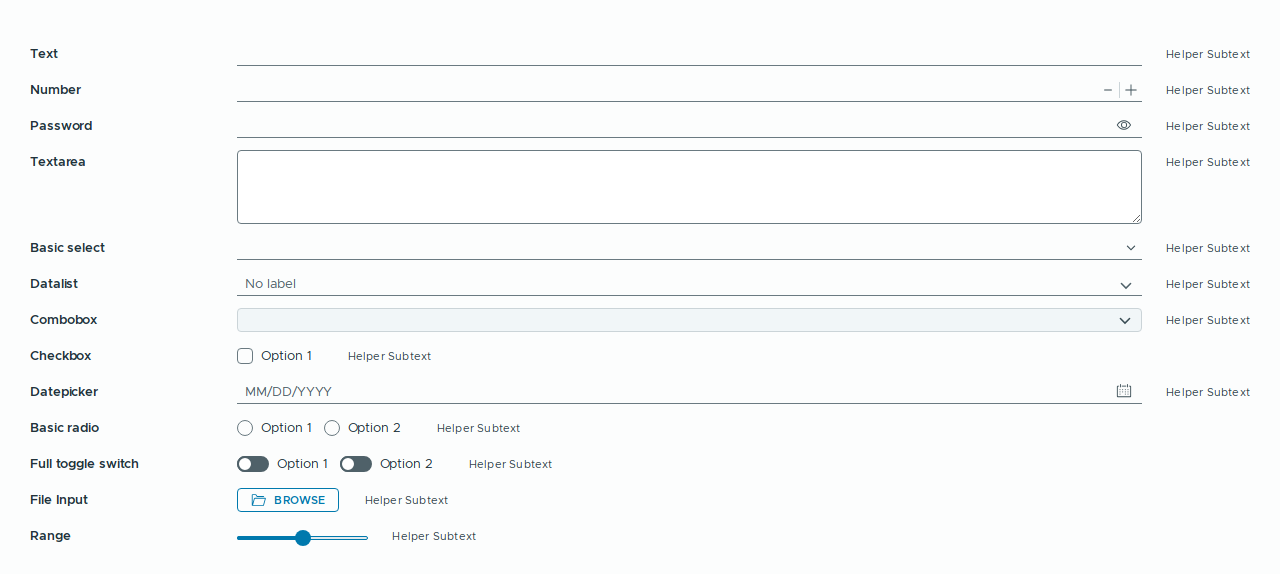 Text Helper Subtext
Number Helper Subtext
Password Helper Subtext
Textarea Helper Subtext
Basic select Helper Subtext
Datalist No label Helper Subtext
Combobox Helper Subtext
Checkbox Option 1 Helper Subtext
Datepicker MM/DD/YYYY Helper Subtext
Basic radio Option 1 Option 2 Helper Subtext
Full toggle switch Option 1 Option 2 Helper Subtext
File Input BROWSE Helper Subtext
Range Helper Subtext